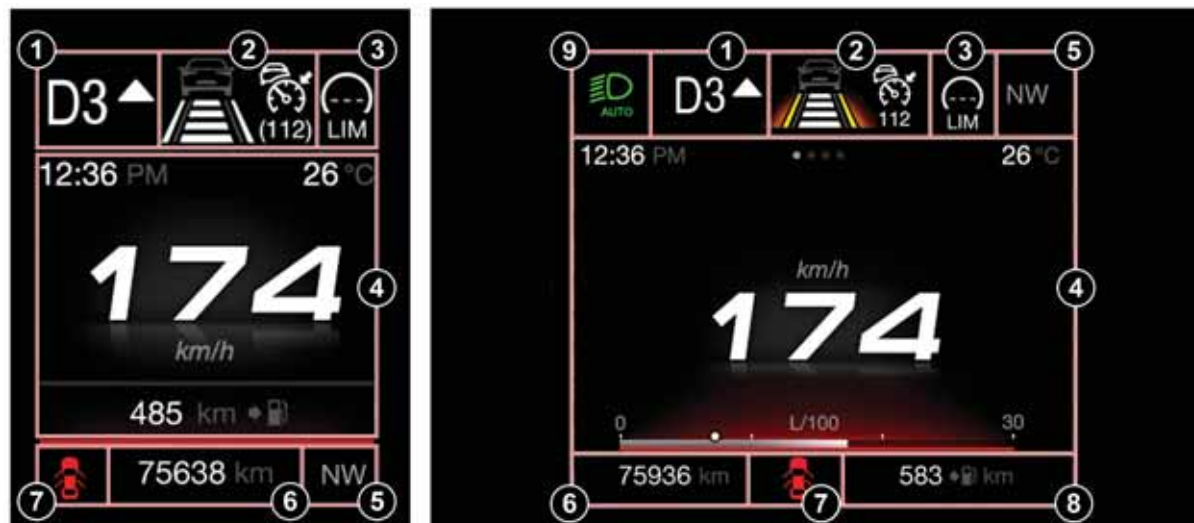 1 2 3
D3
(112) LIM
12:36 PM 26 °C
174
km/h
4
485 km
75638 km NW
7 6 5
9 1 2 3 5
AUTO D3 112 LIM NW
12:36 PM 26 °C
km/h
174
4
0 L/100 30
75936 km 583 km
6 7 8